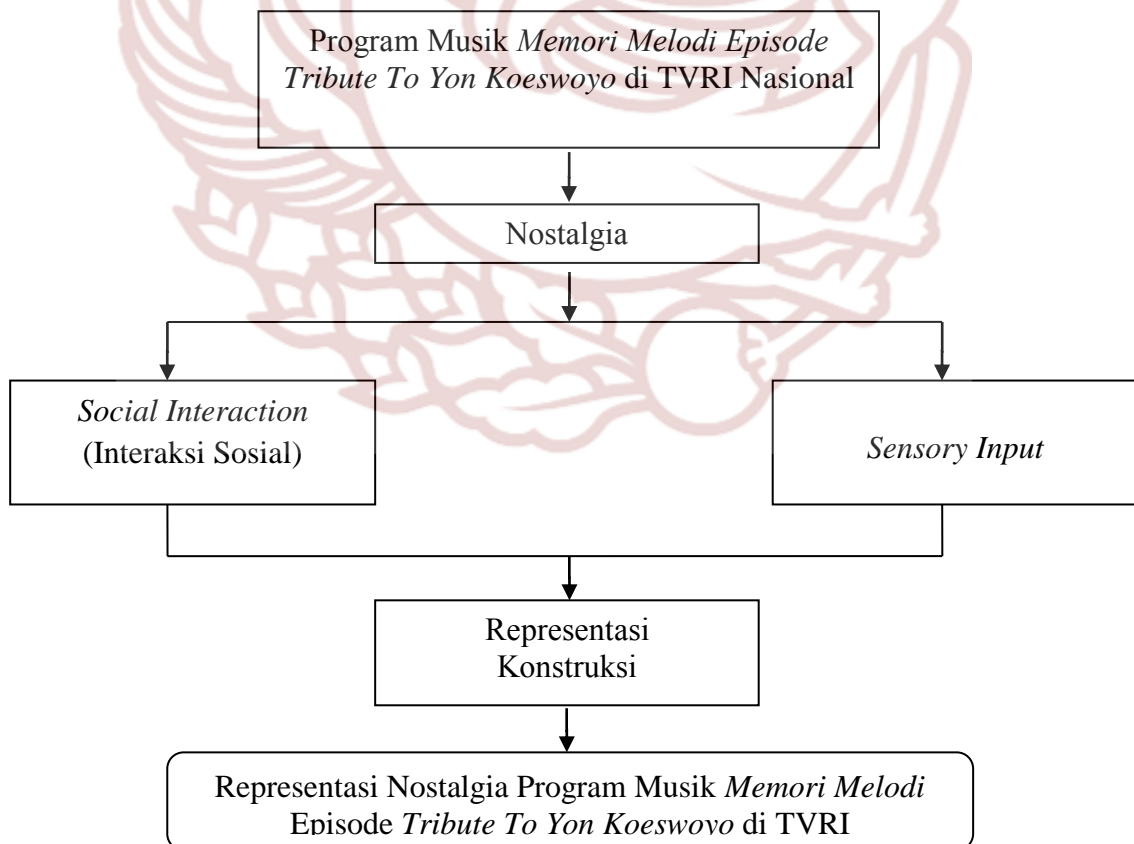 Program Musik Memori Melodi Episode
Tribute To Yon Koeswoyo di TVRI Nasional
Nostalgia
Social Interaction
(Interaksi Sosial)
Sensory Input
Representasi
Konstruksi
Representasi Nostalgia Program Musik Memori Melodi
Episode Tribute To Yon Koeswoyo di TVRI